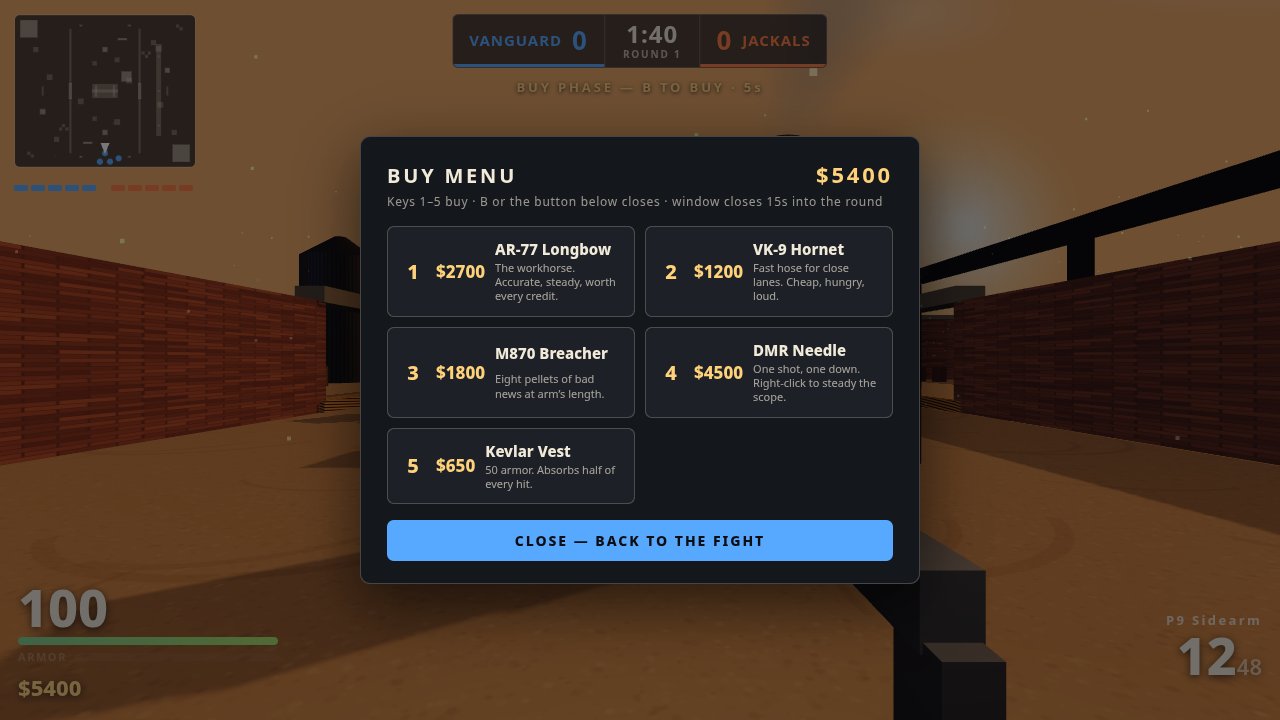 VANGUARD 0
1:40
ROUND 1
0 JACKALS
BUY PHASE — B TO BUY · 5s
BUY MENU
$5400
Keys 1–5 buy · B or the button below closes · window closes 15s into the round
1 $2700
AR-77 Longbow
The workhorse.
Accurate, steady, worth
every credit.
2 $1200
VK-9 Hornet
Fast hose for close
lanes. Cheap, hungry,
loud.
3 $1800
M870 Breacher
Eight pellets of bad
news at arm's length.
4 $4500
DMR Needle
One shot, one down.
Right-click to steady the
scope.
5 $650
Kevlar Vest
50 armor. Absorbs half of
every hit.
CLOSE — BACK TO THE FIGHT
100
ARMOR
$5400
P9 Sidearm
12 48